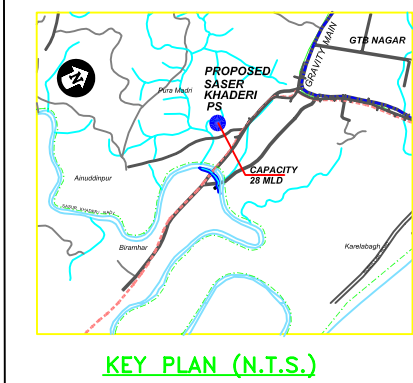 GTB NAGAR
GRAVITY MAIN
N
PROPOSED
SASER
KHADERI
PS
Pura Madri
CAPACITY
28 MLD
Ainuddinpur
Biramhar
Karelabagh
KEY PLAN (N.T.S.)